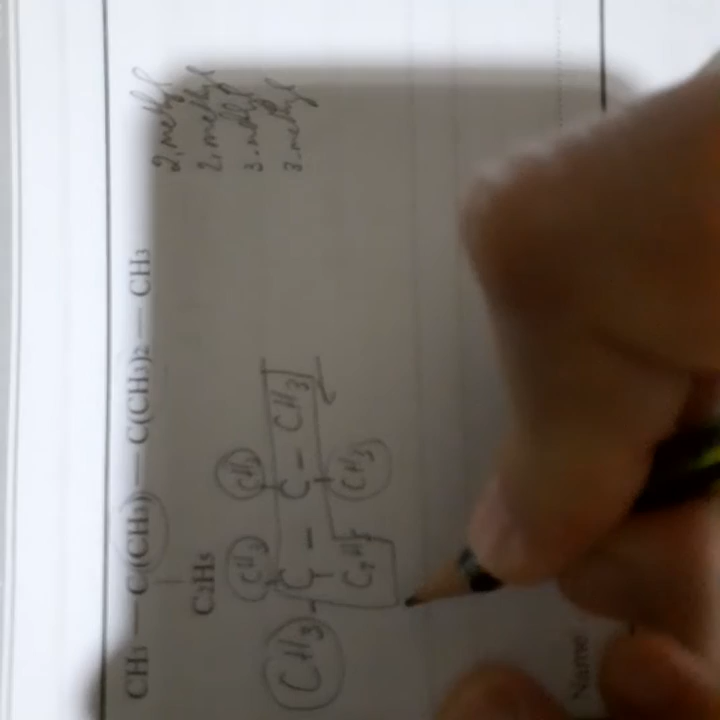 CH3 — C(CH3) — C(CH3)2 — CH3
C2H5
CH3 CH3
CH3 - C - C - CH3
C2H5 CH3
2, methyl
2, methyl
3. methyl
3. methyl
Name